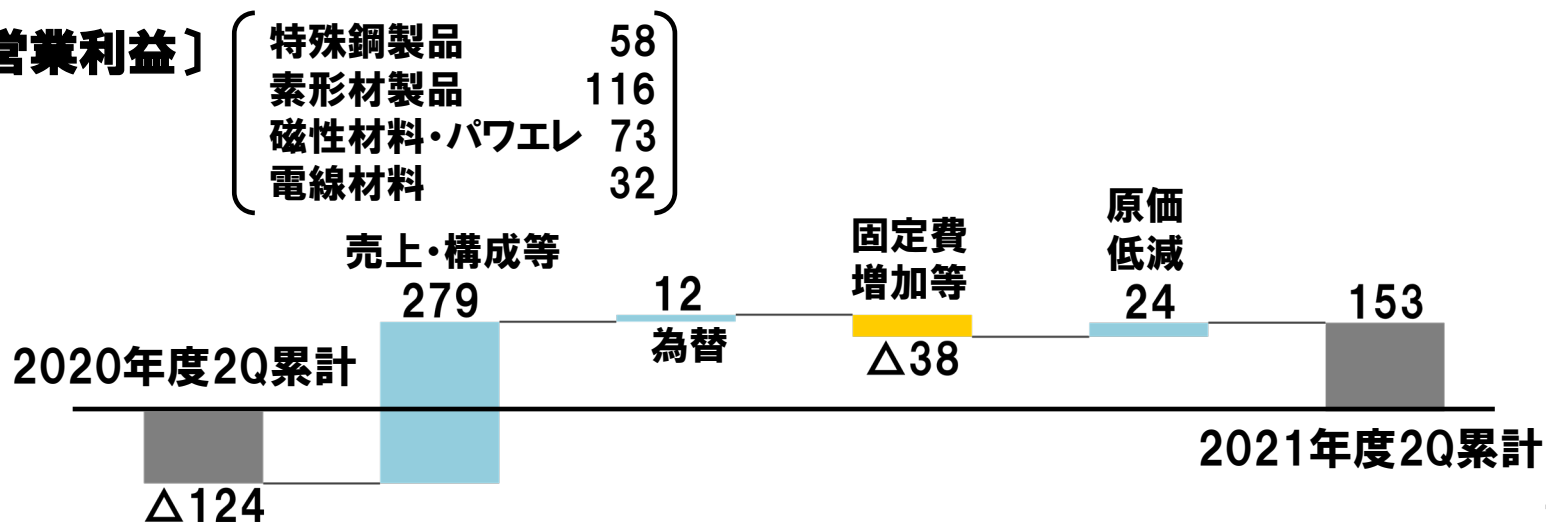 営業利益〕
特殊鋼製品 58
素形材製品 116
磁性材料・パワエレ 73
電線材料 32
売上・構成等
279
12
為替
固定費
増加等
△38
原価
低減
24
153
2020年度2Q累計
△124
2021年度2Q累計